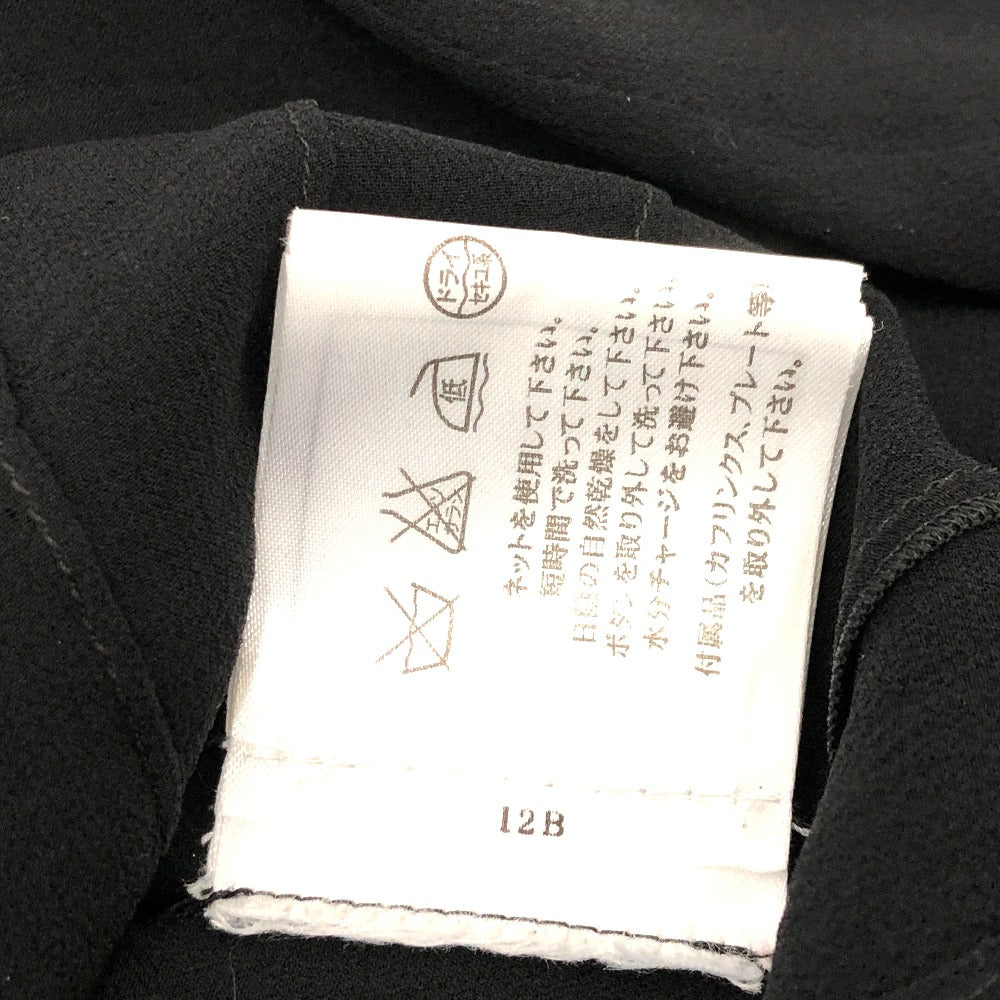 ドライ
セキユ系
低
エンソ
サラシ
ネットを使用して下さい。
短時間で洗って下さい。
日陰の自然乾燥をして下さい。
ボタンを取り外して洗って下さい。
水分チャージをお避け下さい。
付属品(カフリンクス、ブレート等)
を取り外して下さい。
12B